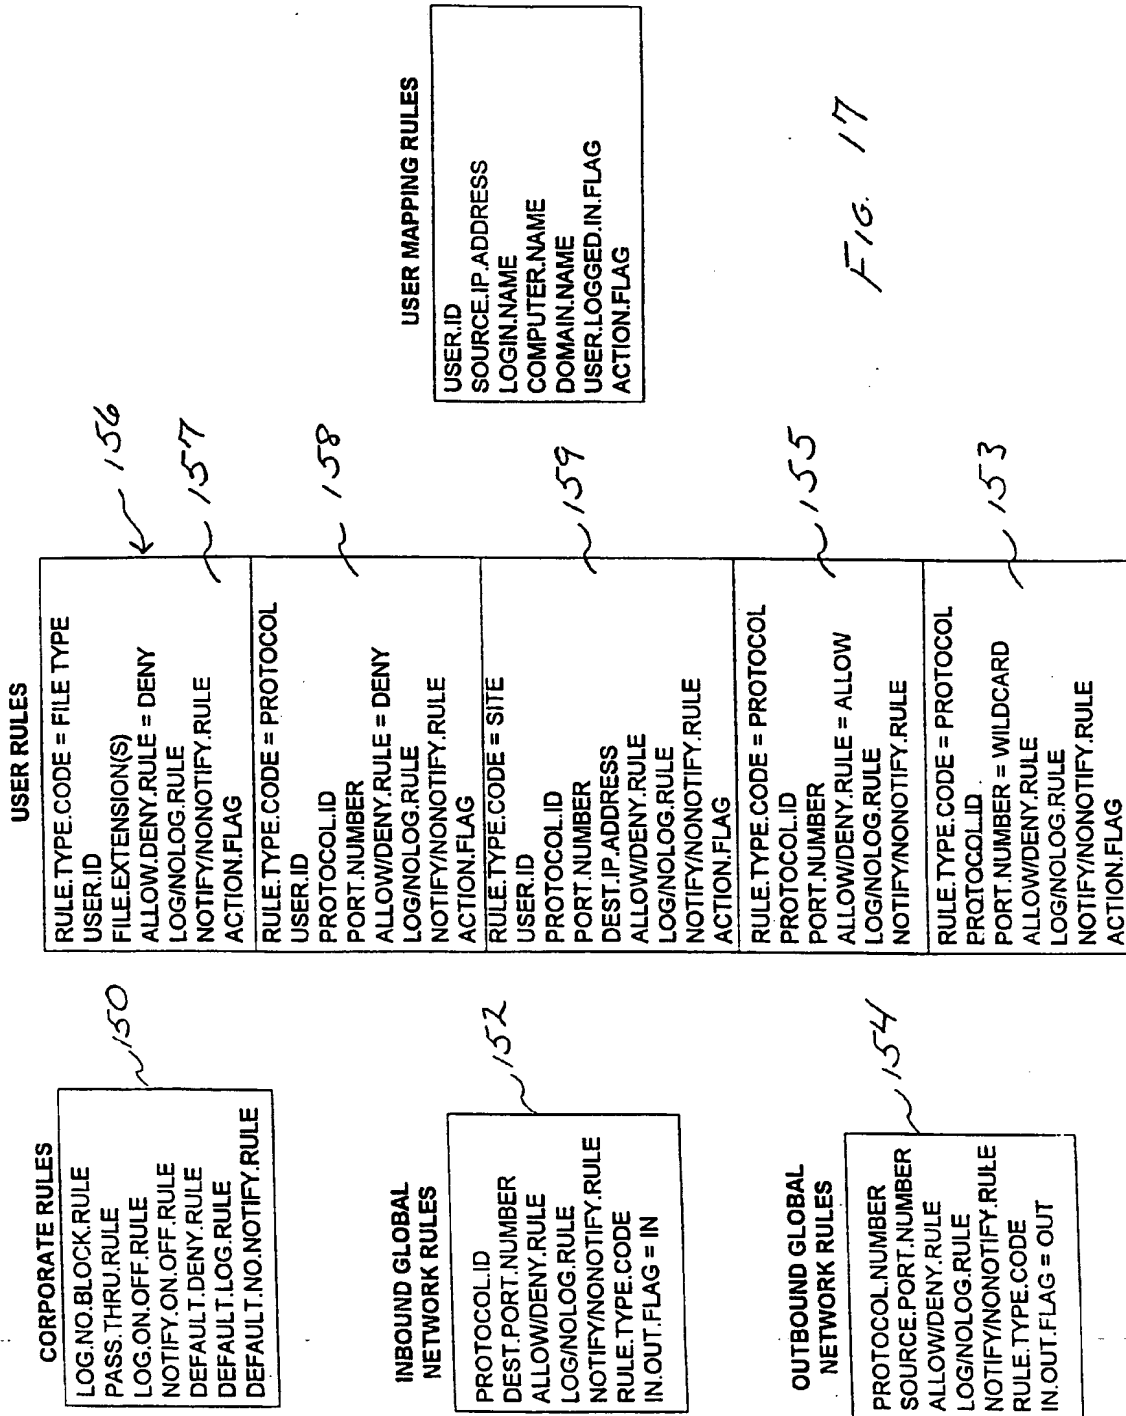 CORPORATE RULES
LOG.NO.BLOCK.RULE
PASS.THRU.RULE
LOG.ON.OFF.RULE
NOTIFY.ON.OFF.RULE
DEFAULT.DENY.RULE
DEFAULT.LOG.RULE
DEFAULT.NO.NOTIFY.RULE
150
INBOUND GLOBAL
NETWORK RULES
PROTOCOL.ID
DEST.PORT.NUMBER
ALLOW/DENY.RULE
LOG/NOLOG.RULE
NOTIFY/NONOTIFY.RULE
RULE.TYPE.CODE
IN.OUT.FLAG = IN
152
OUTBOUND GLOBAL
NETWORK RULES
PROTOCOL.NUMBER
SOURCE.PORT.NUMBER
ALLOW/DENY.RULE
LOG/NOLOG.RULE
NOTIFY/NONOTIFY.RULE
RULE.TYPE.CODE
IN.OUT.FLAG = OUT
154
USER RULES
RULE.TYPE.CODE = FILE TYPE
USER.ID
FILE.EXTENSION(S)
ALLOW.DENY.RULE = DENY
LOG/NOLOG.RULE
NOTIFY/NONOTIFY.RULE
ACTION.FLAG
156
157
RULE.TYPE.CODE = PROTOCOL
USER.ID
PROTOCOL.ID
PORT.NUMBER
ALLOW/DENY.RULE = DENY
LOG/NOLOG.RULE
NOTIFY/NONOTIFY.RULE
ACTION.FLAG
158
RULE.TYPE.CODE = SITE
USER.ID
PROTOCOL.ID
PORT.NUMBER
DEST.IP.ADDRESS
ALLOW/DENY.RULE
LOG/NOLOG.RULE
NOTIFY/NONOTIFY.RULE
ACTION.FLAG
159
RULE.TYPE.CODE = PROTOCOL
PROTOCOL.ID
PORT.NUMBER
ALLOW/DENY.RULE = ALLOW
LOG/NOLOG.RULE
NOTIFY/NONOTIFY.RULE
155
RULE.TYPE.CODE = PROTOCOL
PROTOCOL.ID
PORT.NUMBER = WILDCARD
ALLOW/DENY.RULE
LOG/NOLOG.RULE
NOTIFY/NONOTIFY.RULE
ACTION.FLAG
153
USER MAPPING RULES
USER.ID
SOURCE.IP.ADDRESS
LOGIN.NAME
COMPUTER.NAME
DOMAIN.NAME
USER.LOGGED.IN.FLAG
ACTION.FLAG
FIG. 17